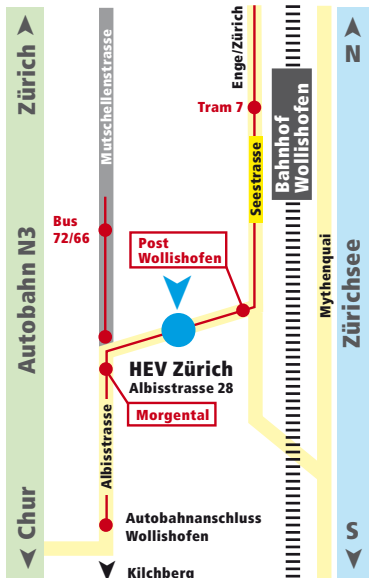 Zürich
Autobahn N3
Chur
Mutschellenstrasse
Enge/Zürich
Tram 7
Seestrasse
Bahnhof
Wollishofen
Mythenquai
N
Zürichsee
S
Bus
72/66
Post
Wollishofen
HEV Zürich
Albisstrasse 28
Morgental
Albisstrasse
Autobahnanschluss
Wollishofen
Kilchberg